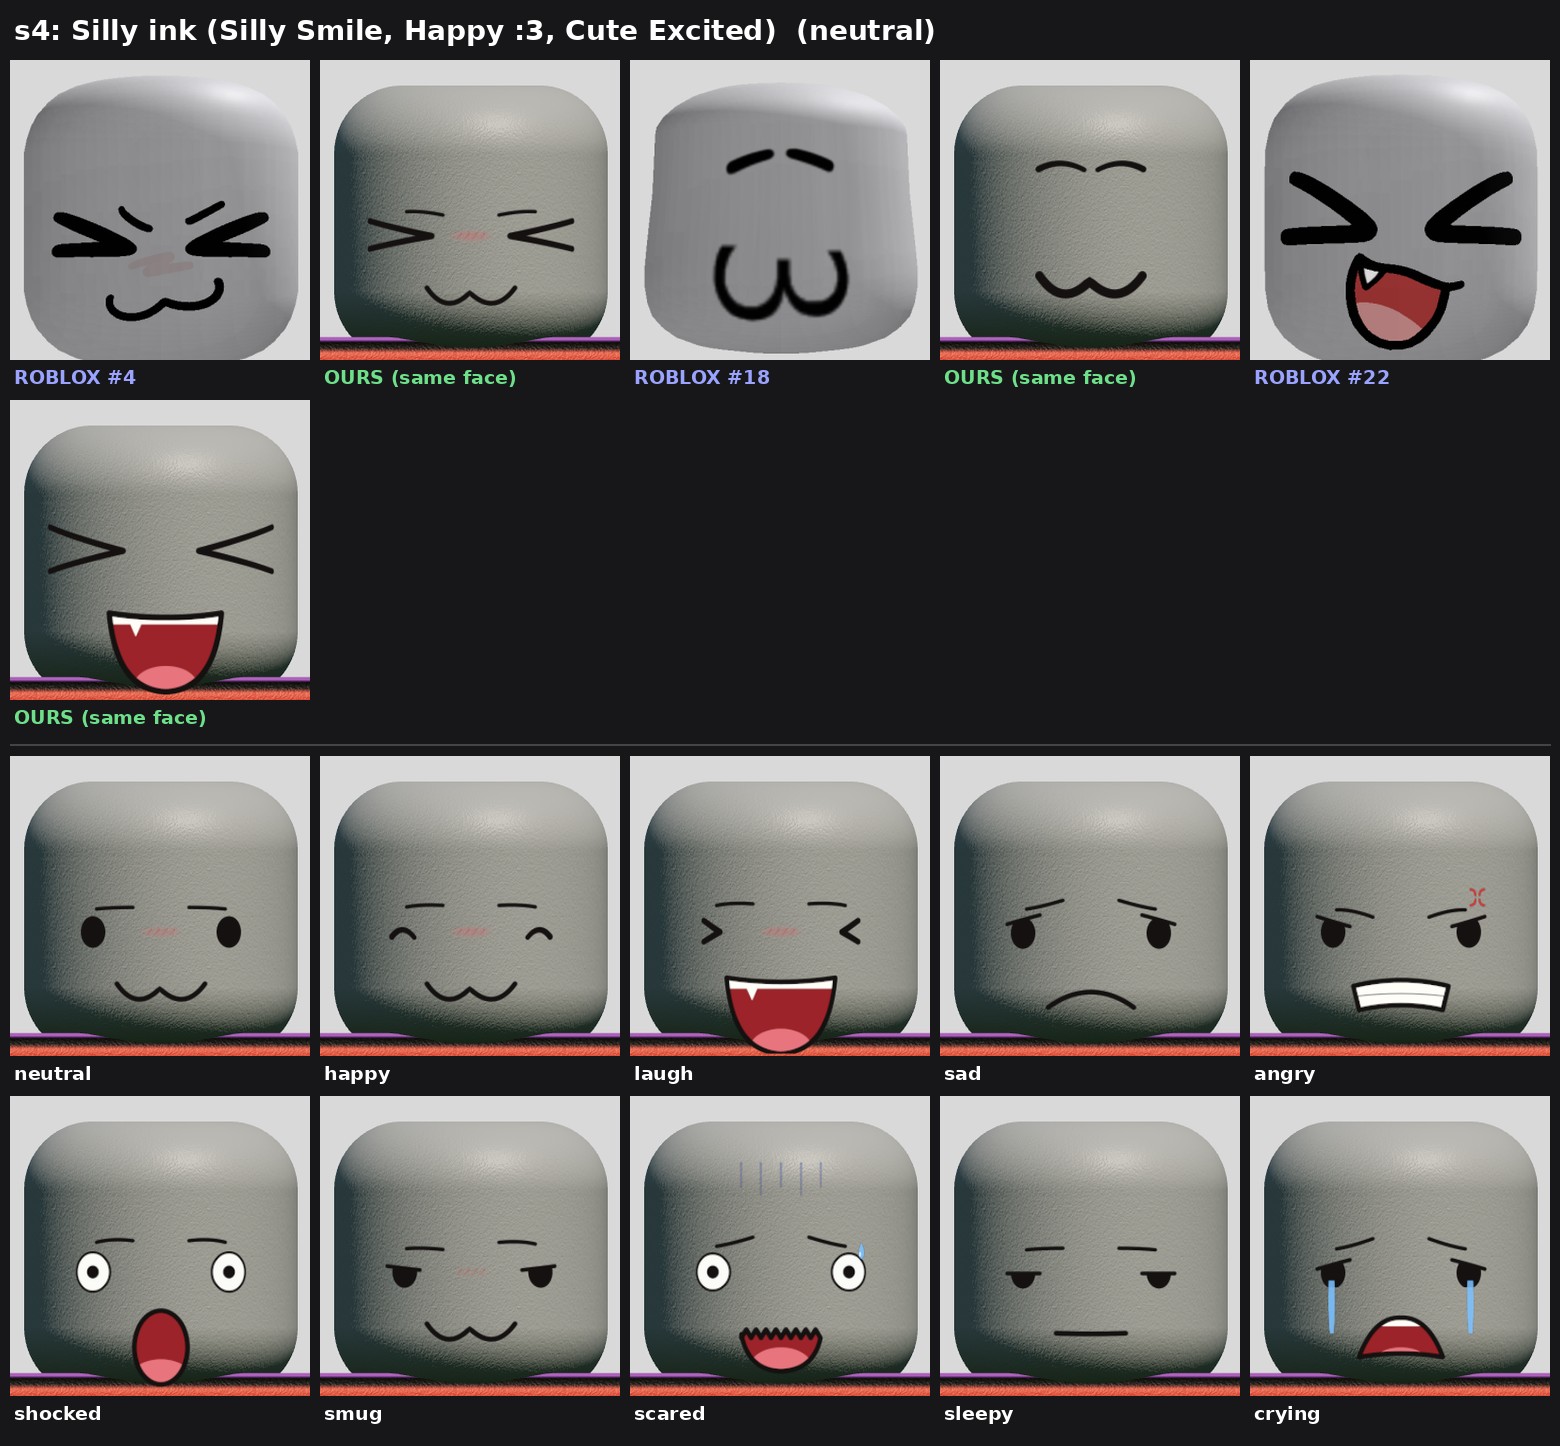 s4: Silly ink (Silly Smile, Happy :3, Cute Excited)  (neutral)
ROBLOX #4
OURS (same face)
ROBLOX #18
OURS (same face)
ROBLOX #22
OURS (same face)
neutral
happy
laugh
sad
angry
shocked
smug
scared
sleepy
crying